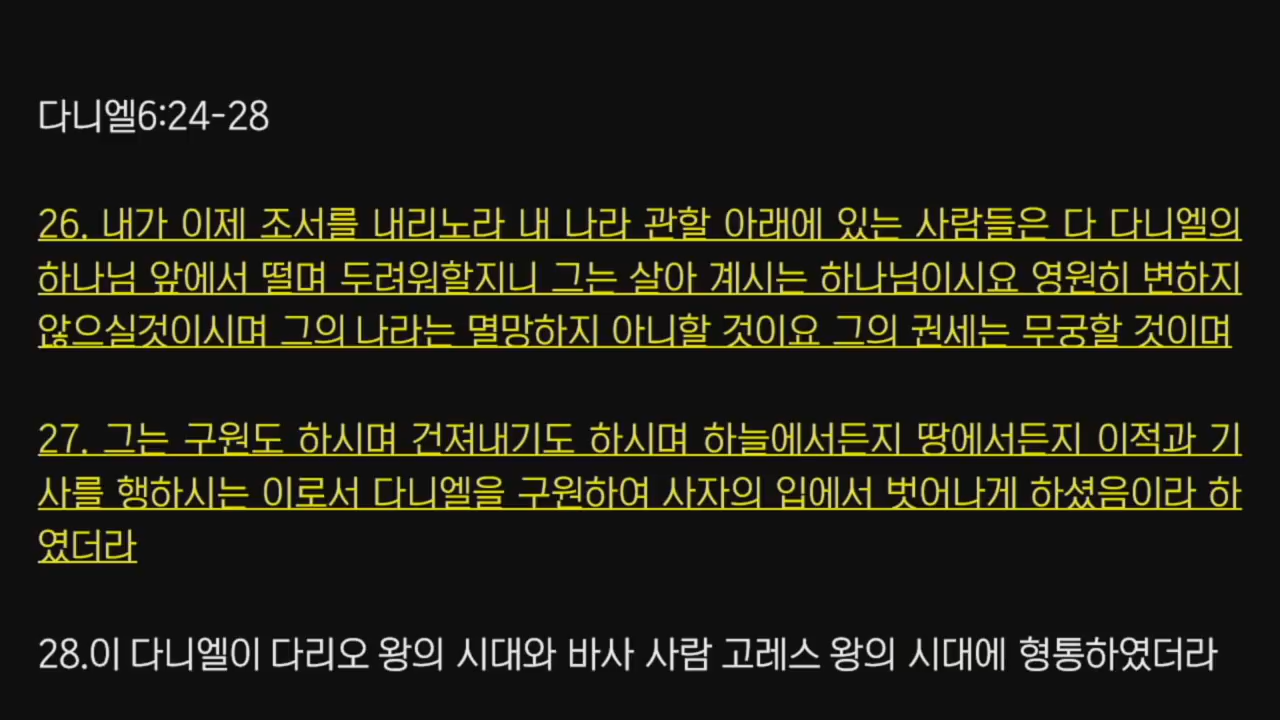 다니엘6:24-28
26. 내가 이제 조서를 내리노라 내 나라 관할 아래에 있는 사람들은 다 다니엘의
하나님 앞에서 떨며 두려워할지니 그는 살아 계시는 하나님이시요 영원히 변하지
않으실것이시며 그의 나라는 멸망하지 아니할 것이요 그의 권세는 무궁할 것이며
27. 그는 구원도 하시며 건져내기도 하시며 하늘에서든지 땅에서든지 이적과 기
사를 행하시는 이로서 다니엘을 구원하여 사자의 입에서 벗어나게 하셨음이라 하
였더라
28.이 다니엘이 다리오 왕의 시대와 바사 사람 고레스 왕의 시대에 형통하였더라